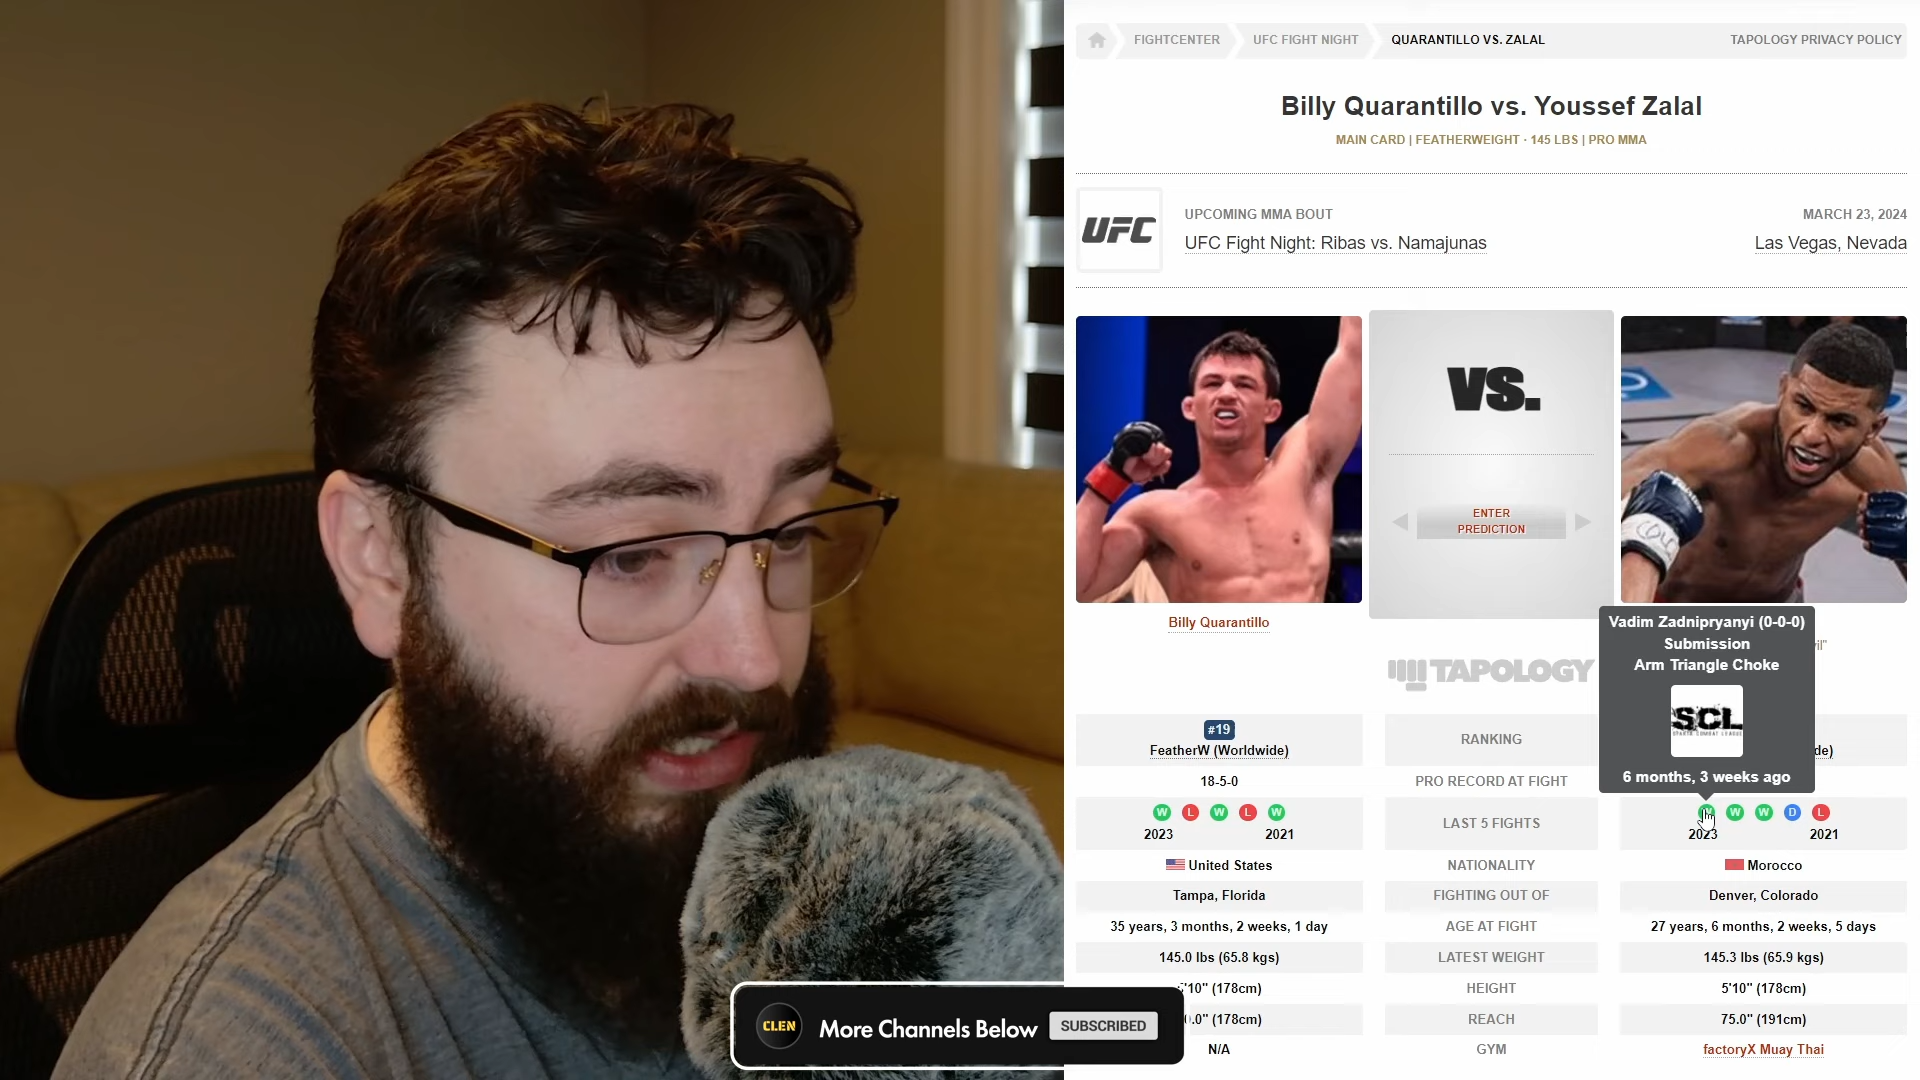 FIGHTCENTER
UFC FIGHT NIGHT
QUARANTILLO VS. ZALAL
TAPOLOGY PRIVACY POLICY
Billy Quarantillo vs. Youssef Zalal
MAIN CARD | FEATHERWEIGHT · 145 LBS | PRO MMA
UFC
UPCOMING MMA BOUT
MARCH 23, 2024
UFC Fight Night: Ribas vs. Namajunas
Las Vegas, Nevada
VS.
ENTER
PREDICTION
Billy Quarantillo
Vadim Zadnipryanyi (0-0-0)
Submission
Arm Triangle Choke
SCL
6 months, 3 weeks ago
TAPOLOGY
#19
FeatherW (Worldwide)
RANKING
18-5-0
PRO RECORD AT FIGHT
W L W L W
2023 2021
LAST 5 FIGHTS
W W D L
2023 2021
United States
NATIONALITY
Morocco
Tampa, Florida
FIGHTING OUT OF
Denver, Colorado
35 years, 3 months, 2 weeks, 1 day
AGE AT FIGHT
27 years, 6 months, 2 weeks, 5 days
145.0 lbs (65.8 kgs)
LATEST WEIGHT
145.3 lbs (65.9 kgs)
'10" (178cm)
HEIGHT
5'10" (178cm)
.0" (178cm)
REACH
75.0" (191cm)
N/A
GYM
factoryX Muay Thai
CLEN
More Channels Below
SUBSCRIBED